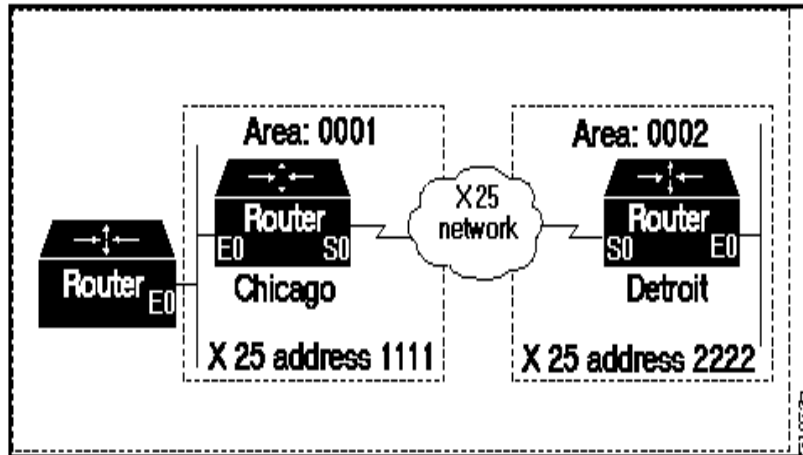 Area: 0001
Area: 0002
X 25
network
Router
E0
S0
Chicago
Router
S0
E0
Detroit
Router
E0
X 25 address 1111
X 25 address 2222